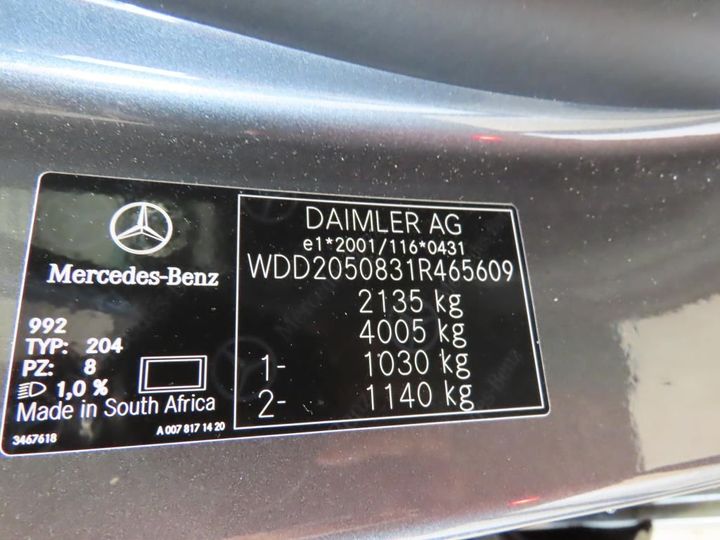 Mercedes-Benz
992
TYP: 204
PZ: 8
1,0 %
Made in South Africa
3467618
A 007 817 14 20
DAIMLER AG
e1*2001/116*0431
WDD2050831R465609
2135 kg
4005 kg
1- 1030 kg
2- 1140 kg